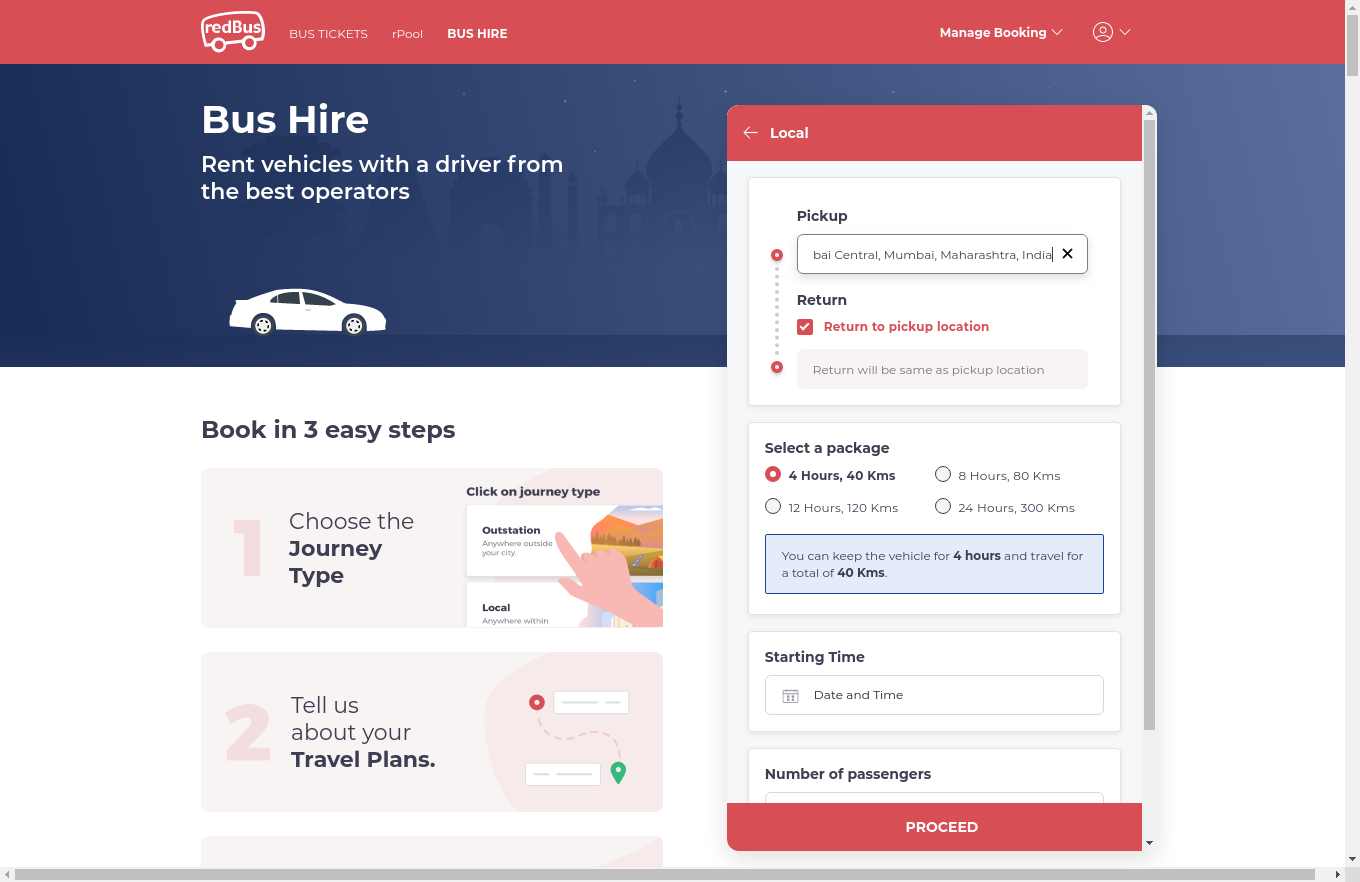 redBus
BUS TICKETS
rPool
BUS HIRE
Manage Booking
Bus Hire
Rent vehicles with a driver from
the best operators
Local
Pickup
bai Central, Mumbai, Maharashtra, India
Return
Return to pickup location
Return will be same as pickup location
Select a package
4 Hours, 40 Kms
8 Hours, 80 Kms
12 Hours, 120 Kms
24 Hours, 300 Kms
You can keep the vehicle for 4 hours and travel for
a total of 40 Kms.
Starting Time
Date and Time
Number of passengers
PROCEED
Book in 3 easy steps
1
Choose the
Journey
Type
Click on journey type
Outstation
Anywhere outside
your city.
Local
Anywhere within
2
Tell us
about your
Travel Plans.